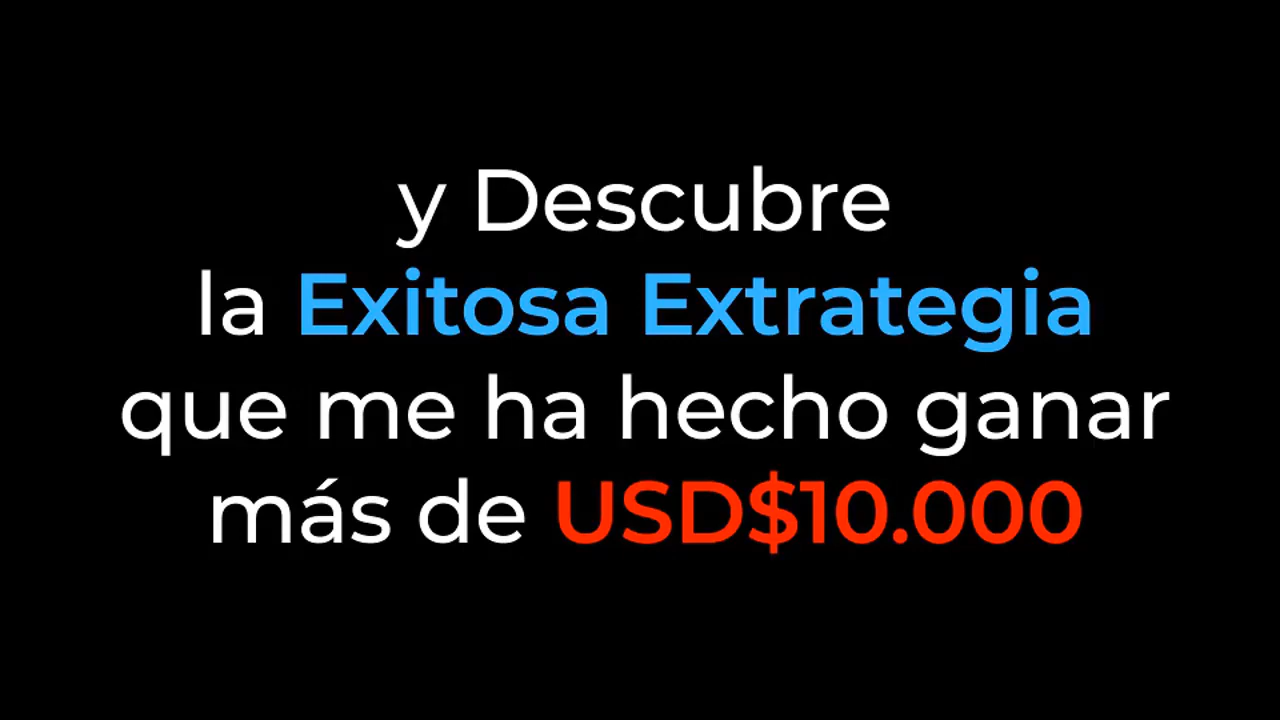 y Descubre
la Exitosa Extrategia
que me ha hecho ganar
más de USD$10.000